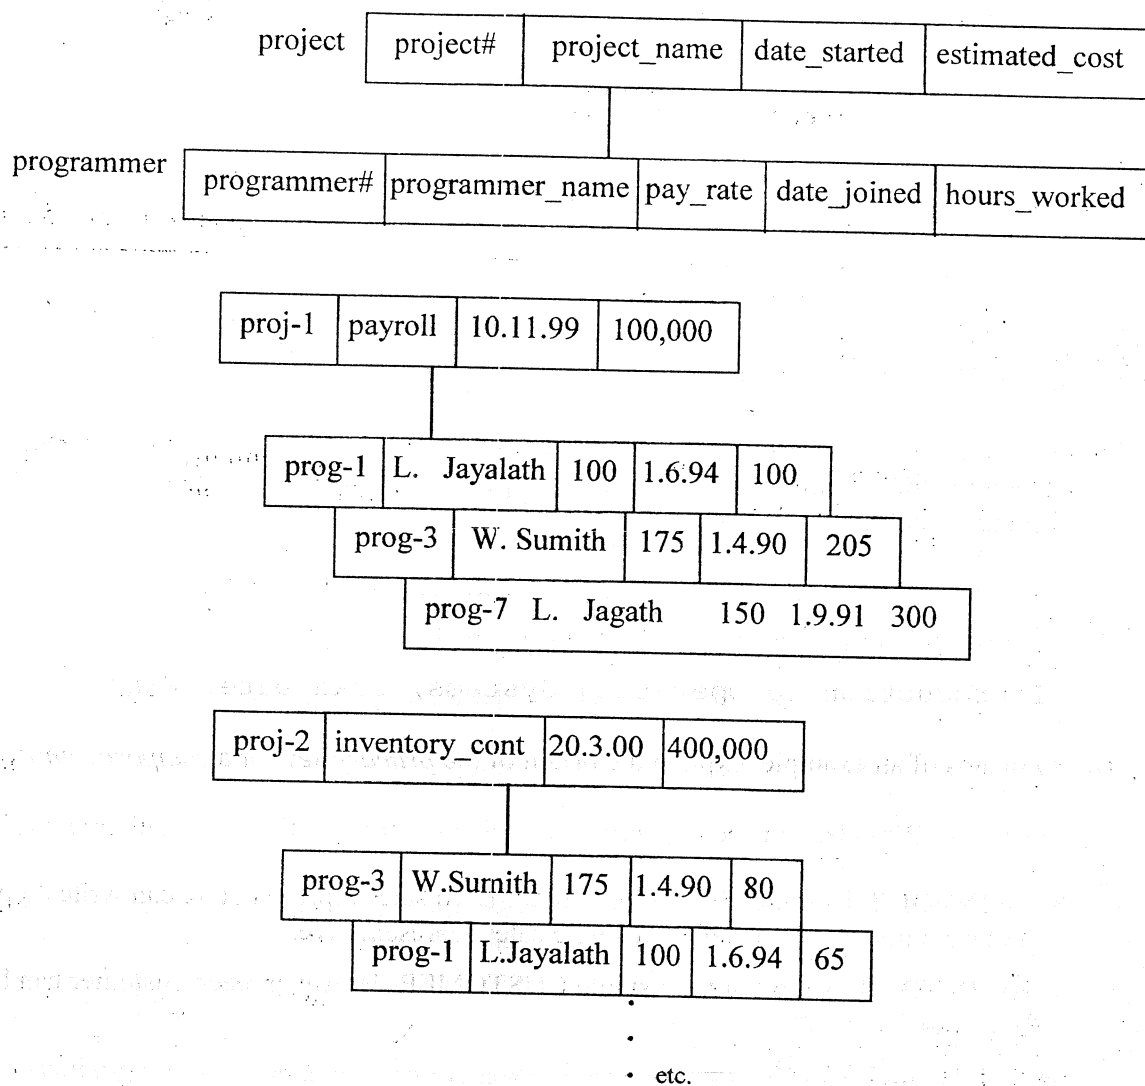 project project# project_name date_started estimated_cost
programmer programmer# programmer_name pay_rate date_joined hours_worked
proj-1 payroll 10.11.99 100,000
prog-1 L. Jayalath 100 1.6.94 100
prog-3 W. Sumith 175 1.4.90 205
prog-7 L. Jagath 150 1.9.91 300
proj-2 inventory_cont 20.3.00 400,000
prog-3 W.Sumith 175 1.4.90 80
prog-1 L.Jayalath 100 1.6.94 65
etc.